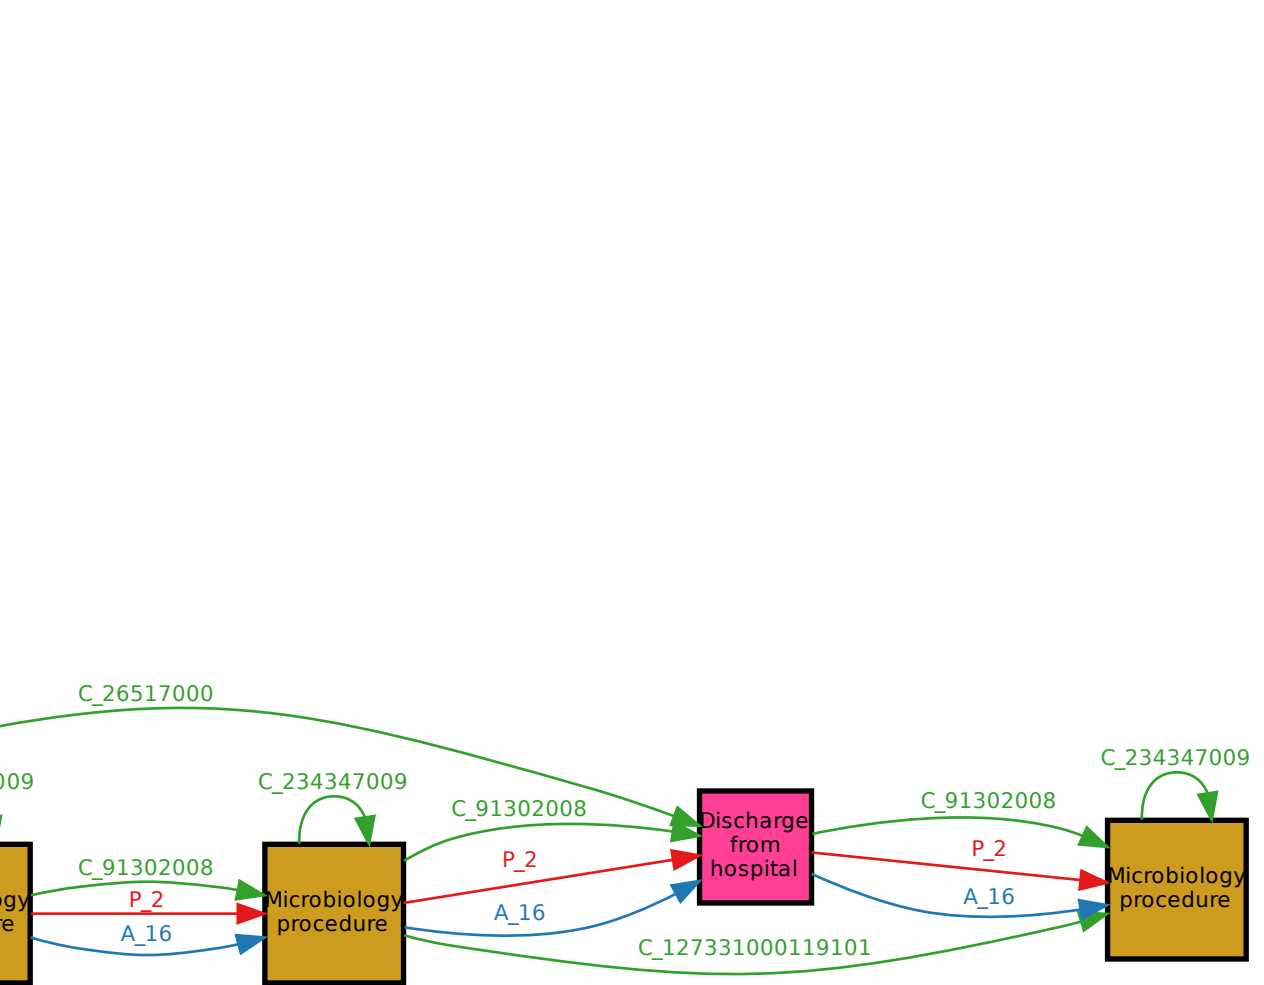 C_26517000
C_234347009
C_234347009
C_91302008
C_91302008
C_91302008
P_2
P_2
P_2
A_16
A_16
A_16
C_127331000119101
Discharge
from
hospital
Microbiology
procedure
Microbiology
procedure